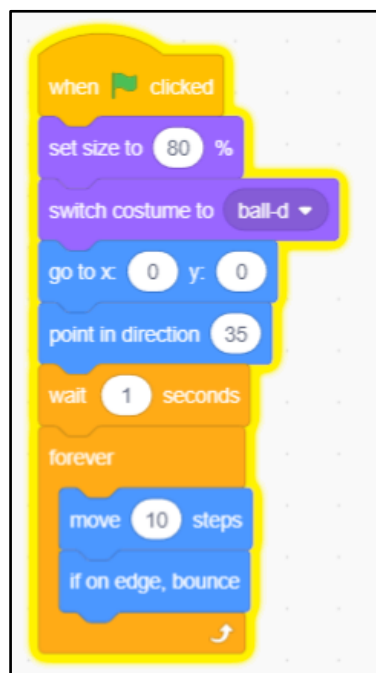 when clicked
set size to 80 %
switch costume to ball-d
go to x: 0 y: 0
point in direction 35
wait 1 seconds
forever
move 10 steps
if on edge, bounce